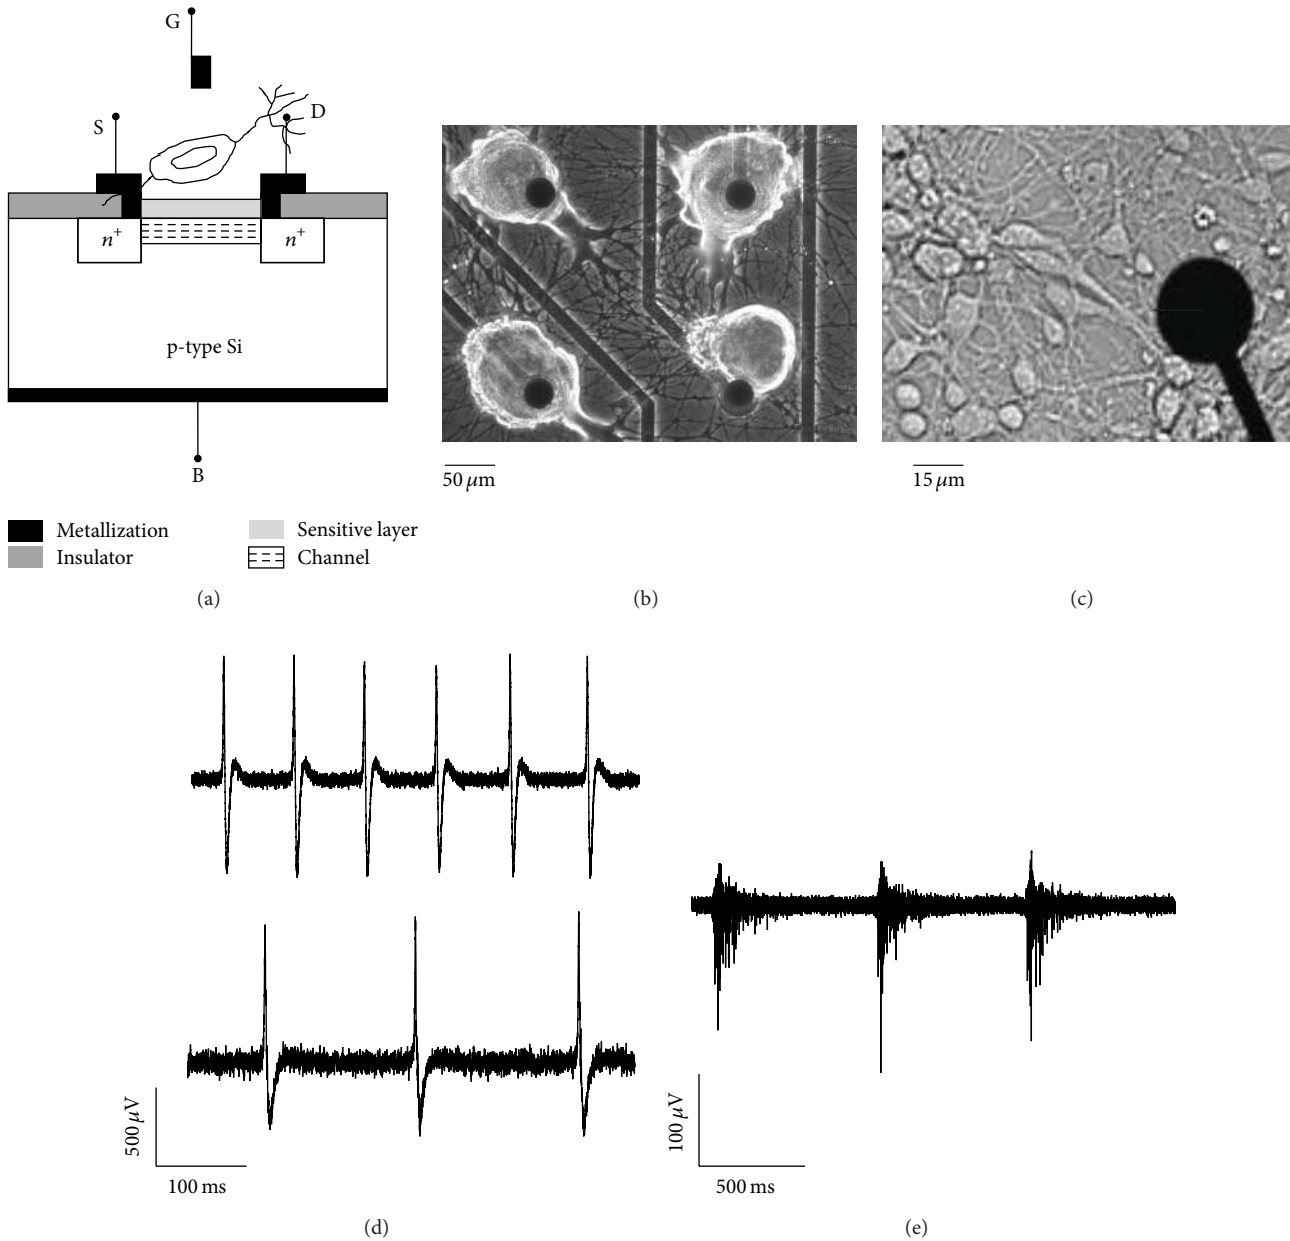 G
S
D
n+
n+
p-type Si
B
50 μm
15 μm
Metallization
Sensitive layer
Insulator
Channel
(a)
(b)
(c)
500 μV
100 ms
100 μV
500 ms
(d)
(e)